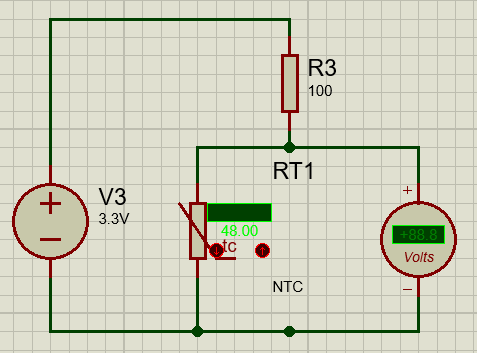 R3
100
RT1
V3
3.3V
+
48.00
tc
+88.8
Volts
NTC